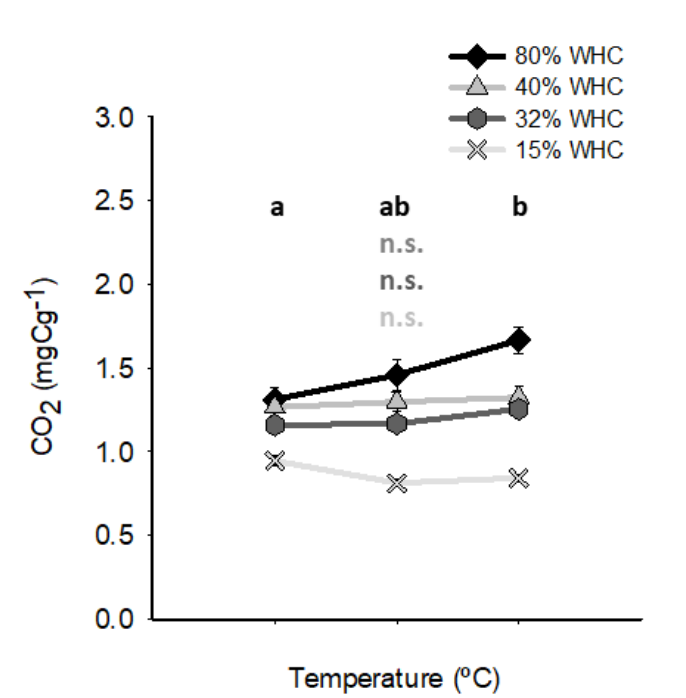 80% WHC
40% WHC
32% WHC
15% WHC
3.0
2.5
2.0
1.5
1.0
0.5
0.0
a ab b
n.s.
n.s.
n.s.
CO₂ (mgCg⁻¹)
Temperature (ºC)